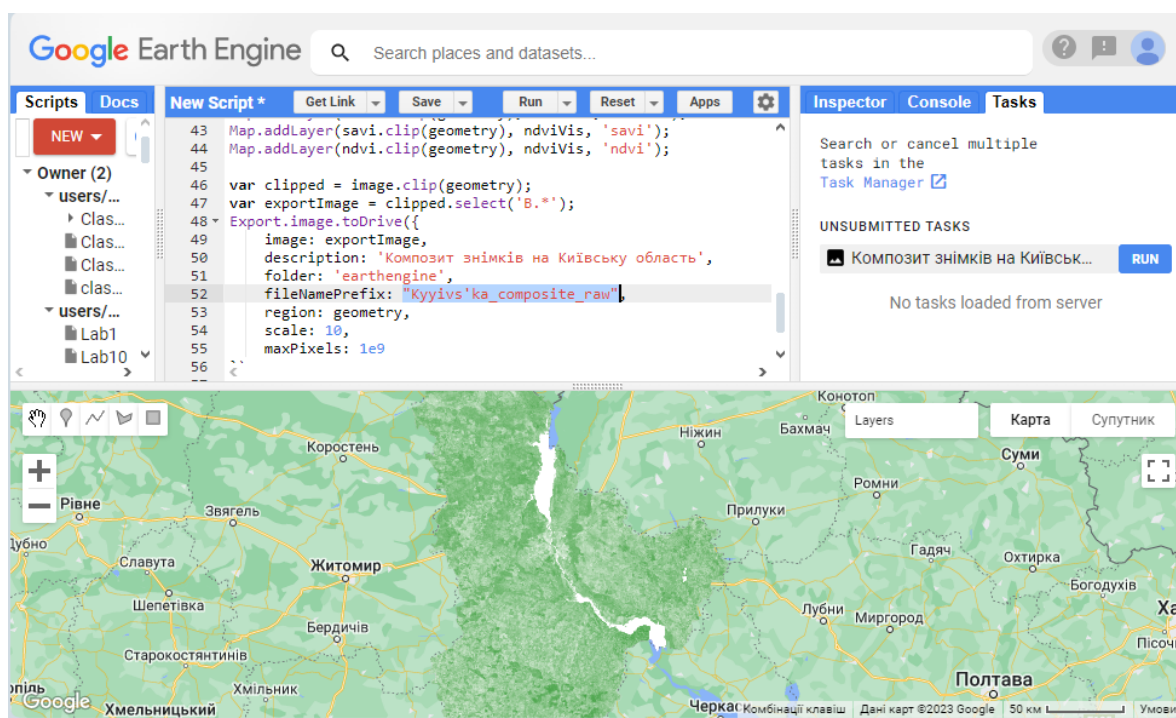 Google Earth Engine
Search places and datasets...
Scripts Docs
NEW
Owner (2)
users/...
Clas...
Clas...
Clas...
clas...
users/...
Lab1
Lab10
New Script *
Get Link Save Run Reset Apps
43 Map.addLayer(savi.clip(geometry), ndviVis, 'savi');
44 Map.addLayer(ndvi.clip(geometry), ndviVis, 'ndvi');
45
46 var clipped = image.clip(geometry);
47 var exportImage = clipped.select('B.*');
48 Export.image.toDrive({
49 image: exportImage,
50 description: 'Композит знімків на Київську область',
51 folder: 'earthengine',
52 fileNamePrefix: "Kyyivs'ka_composite_raw",
53 region: geometry,
54 scale: 10,
55 maxPixels: 1e9
56
Inspector Console Tasks
Search or cancel multiple
tasks in the
Task Manager
UNSUBMITTED TASKS
Композит знімків на Київськ... RUN
No tasks loaded from server
Layers
Карта Супутник
Конотоп
Бахмач
Ніжин
Коростень
Суми
Ромни
Рівне
Звягель
Прилуки
Дубно
Славута
Житомир
Гадяч
Охтирка
Богодухів
Шепетівка
Лубни
Миргород
Ха
Бердичів
Пісочи
Старокостянтинів
Полтава
опіль
Хмільник
Google
Хмельницький
Черкас
Комбінації клавіш Дані карт ©2023 Google 50 км Умови